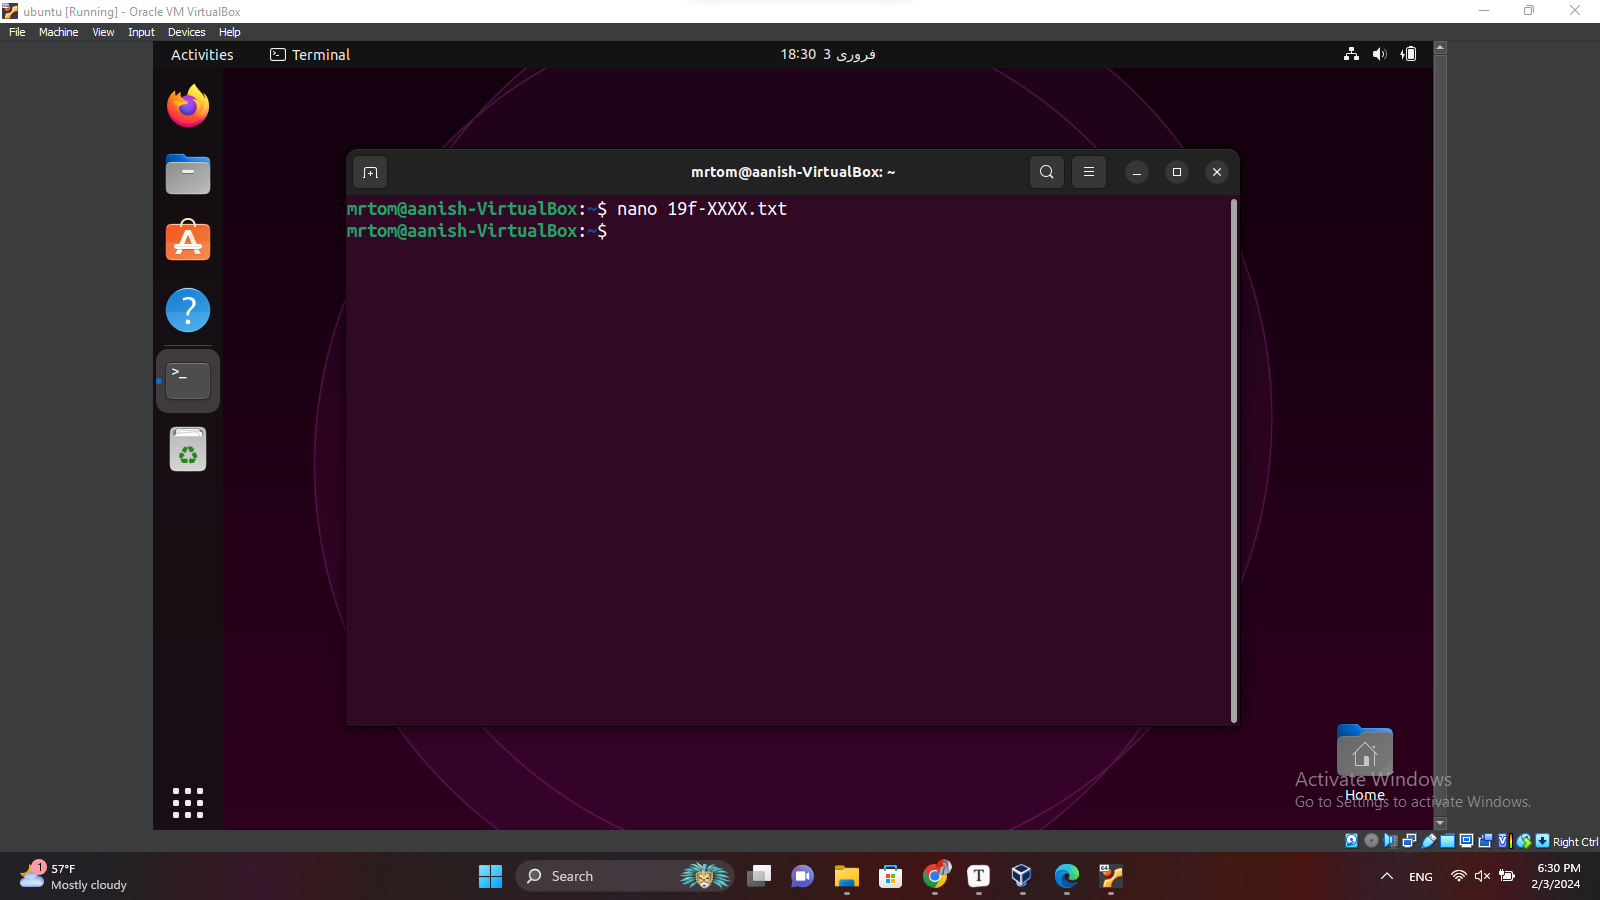 ubuntu [Running] - Oracle VM VirtualBox
File Machine View Input Devices Help
Activities Terminal 18:30 3 فروری
mrtom@aanish-VirtualBox: ~
mrtom@aanish-VirtualBox:~$ nano 19f-XXXX.txt
mrtom@aanish-VirtualBox:~$
Home
Activate Windows
Go to Settings to activate Windows.
Right Ctrl
1
57°F
Mostly cloudy
Search
ENG
6:30 PM
2/3/2024